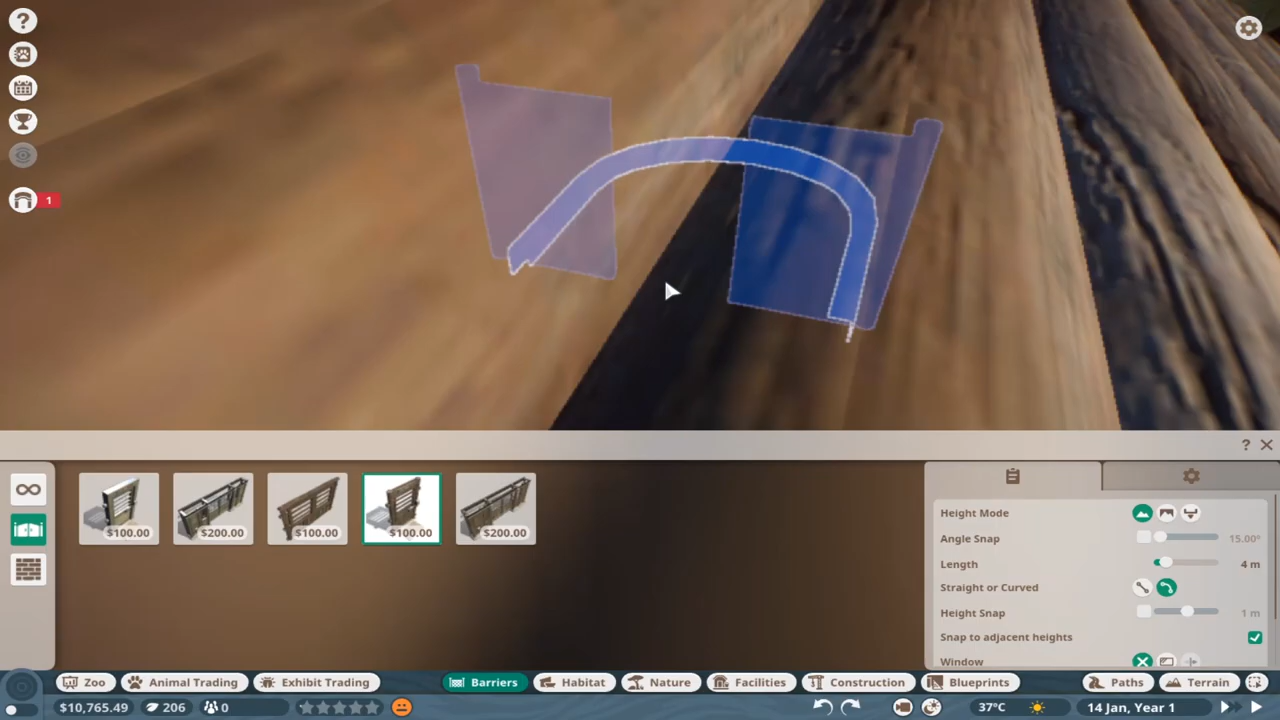 ?
1
?
$100.00
$200.00
$100.00
$100.00
$200.00
Height Mode
Angle Snap 15.00°
Length 4 m
Straight or Curved
Height Snap 1 m
Snap to adjacent heights
Window
Zoo Animal Trading Exhibit Trading Barriers Habitat Nature Facilities Construction Blueprints Paths Terrain
$10,765.49 206 0 37°C 14 Jan, Year 1